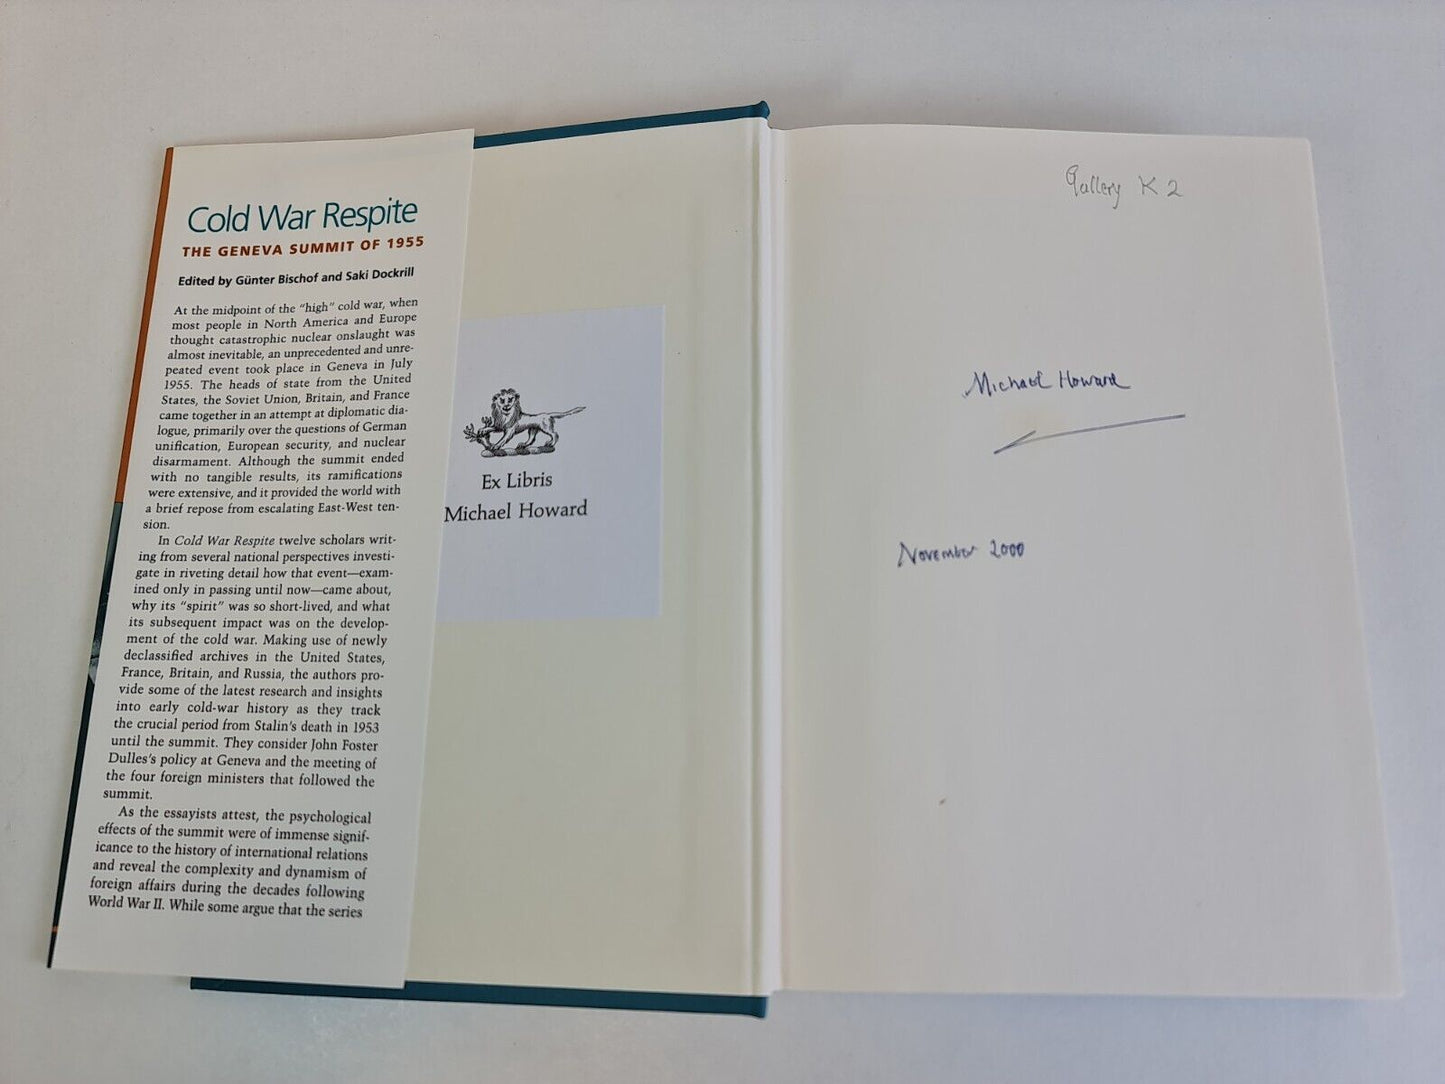 Cold War Respite
THE GENEVA SUMMIT OF 1955
Edited by Günter Bischof and Saki Dockrill
At the midpoint of the "high" cold war, when
most people in North America and Europe
thought catastrophic nuclear onslaught was
almost inevitable, an unprecedented and unre-
peated event took place in Geneva in July
1955. The heads of state from the United
States, the Soviet Union, Britain, and France
came together in an attempt at diplomatic dia-
logue, primarily over the questions of German
unification, European security, and nuclear
disarmament. Although the summit ended
with no tangible results, its ramifications
were extensive, and it provided the world with
a brief repose from escalating East-West ten-
sion.
In Cold War Respite twelve scholars writ-
ing from several national perspectives investi-
gate in riveting detail how that event—exam-
ined only in passing until now—came about,
why its "spirit" was so short-lived, and what
its subsequent impact was on the develop-
ment of the cold war. Making use of newly
declassified archives in the United States,
France, Britain, and Russia, the authors pro-
vide some of the latest research and insights
into early cold-war history as they track
the crucial period from Stalin's death in 1953
until the summit. They consider John Foster
Dulles's policy at Geneva and the meeting of
the four foreign ministers that followed the
summit.
As the essayists attest, the psychological
effects of the summit were of immense signif-
icance to the history of international relations
and reveal the complexity and dynamism of
foreign affairs during the decades following
World War II. While some argue that the series
Ex Libris
Michael Howard
Gallery K 2
Michael Howard
November 2000